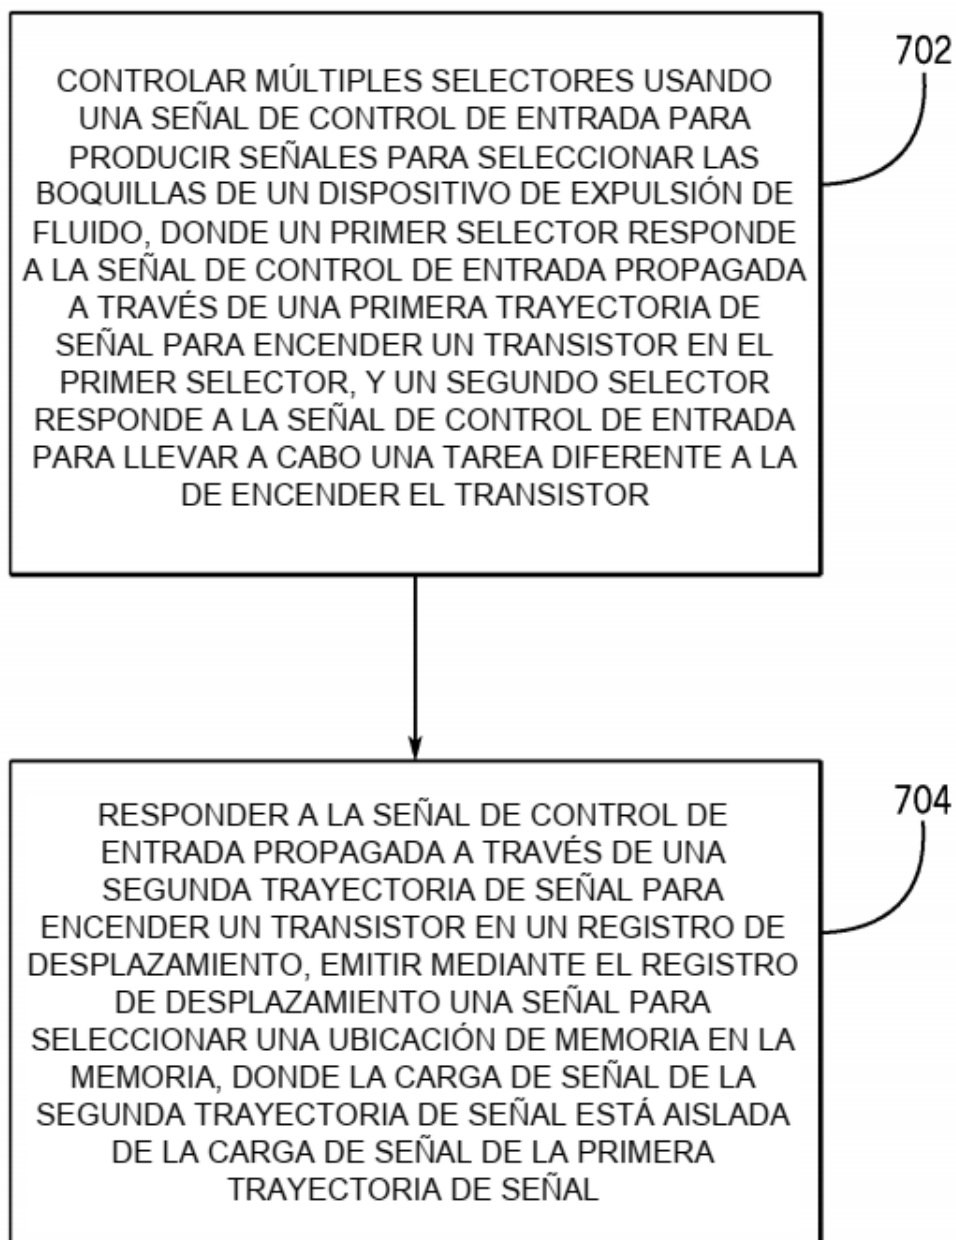 CONTROLAR MÚLTIPLES SELECTORES USANDO
UNA SEÑAL DE CONTROL DE ENTRADA PARA
PRODUCIR SEÑALES PARA SELECCIONAR LAS
BOQUILLAS DE UN DISPOSITIVO DE EXPULSIÓN DE
FLUIDO, DONDE UN PRIMER SELECTOR RESPONDE
A LA SEÑAL DE CONTROL DE ENTRADA PROPAGADA
A TRAVÉS DE UNA PRIMERA TRAYECTORIA DE
SEÑAL PARA ENCENDER UN TRANSISTOR EN EL
PRIMER SELECTOR, Y UN SEGUNDO SELECTOR
RESPONDE A LA SEÑAL DE CONTROL DE ENTRADA
PARA LLEVAR A CABO UNA TAREA DIFERENTE A LA
DE ENCENDER EL TRANSISTOR
702
RESPONDER A LA SEÑAL DE CONTROL DE
ENTRADA PROPAGADA A TRAVÉS DE UNA
SEGUNDA TRAYECTORIA DE SEÑAL PARA
ENCENDER UN TRANSISTOR EN UN REGISTRO DE
DESPLAZAMIENTO, EMITIR MEDIANTE EL REGISTRO
DE DESPLAZAMIENTO UNA SEÑAL PARA
SELECCIONAR UNA UBICACIÓN DE MEMORIA EN LA
MEMORIA, DONDE LA CARGA DE SEÑAL DE LA
SEGUNDA TRAYECTORIA DE SEÑAL ESTÁ AISLADA
DE LA CARGA DE SEÑAL DE LA PRIMERA
TRAYECTORIA DE SEÑAL
704